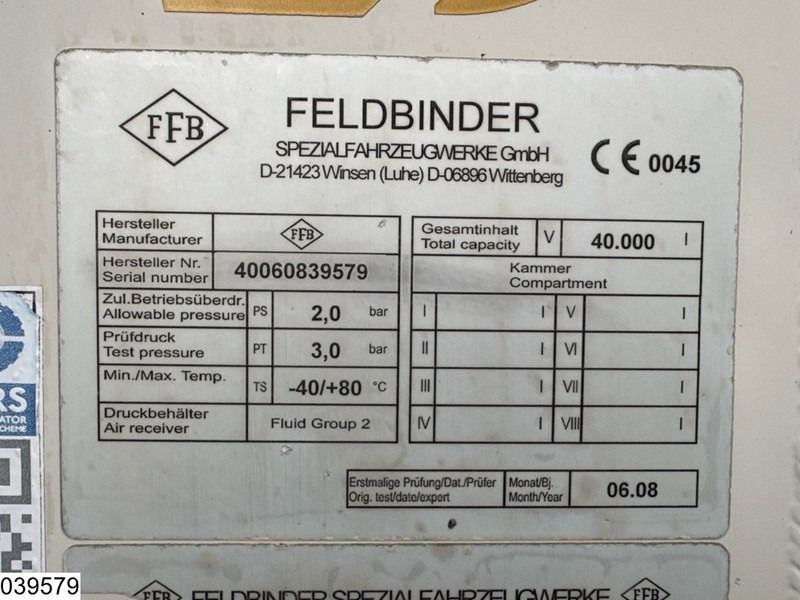 FFB
FELDBINDER
SPEZIALFAHRZEUGWERKE GmbH
D-21423 Winsen (Luhe) D-06896 Wittenberg
CE 0045
Hersteller
Manufacturer
FFB
Hersteller Nr.
Serial number
40060839579
Zul.Betriebsüberdr.
Allowable pressure
PS
2,0
bar
Prüfdruck
Test pressure
PT
3,0
bar
Min./Max. Temp.
TS
-40/+80
°C
Druckbehälter
Air receiver
Fluid Group 2
Gesamtinhalt
Total capacity
V
40.000
l
Kammer
Compartment
I
l
V
l
II
l
VI
l
III
l
VII
l
IV
l
VIII
l
Erstmalige Prüfung/Dat./Prüfer
Orig. test/date/expert
Monat/Bj.
Month/Year
06.08
RS
ATOR
SCHEME
039579
FFB
FELDBINDER SPEZIALFAHRZEUGWERKE
FFB